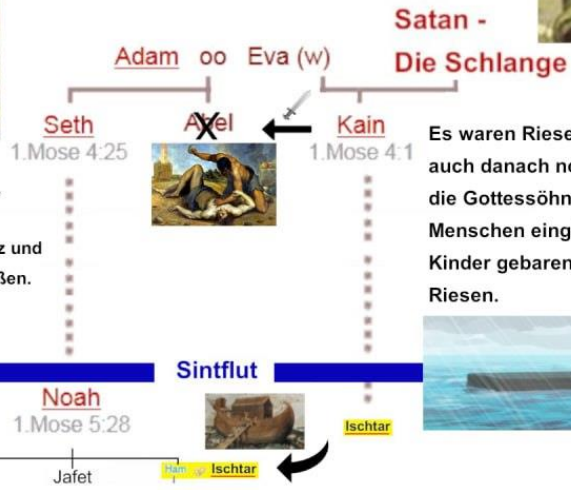 Satan -
Die Schlange
Adam oo Eva (w)
Seth
Abel
Kain
1.Mose 4:25
1.Mose 4:1
Es waren Riese
auch danach no
die Gottessöhn
Menschen eing
Kinder gebaren
Riesen.
z und
ßen.
Sintflut
Noah
1.Mose 5:28
Ischtar
Jafet
Ham
Ischtar